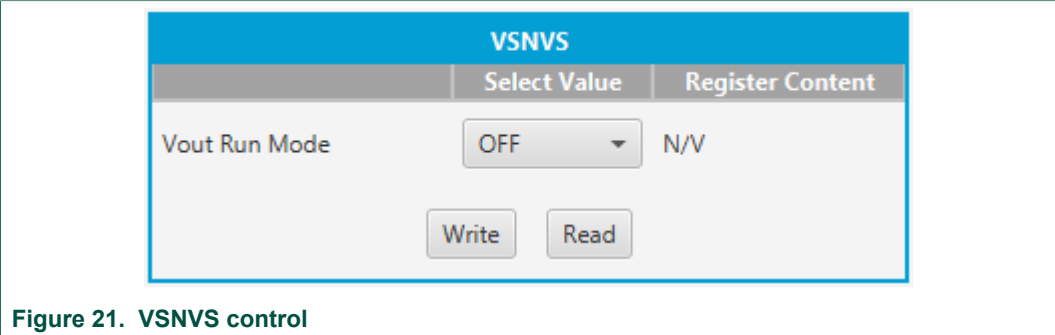 VSNVS
Select Value Register Content
Vout Run Mode OFF N/V
Write Read
Figure 21. VSNVS control